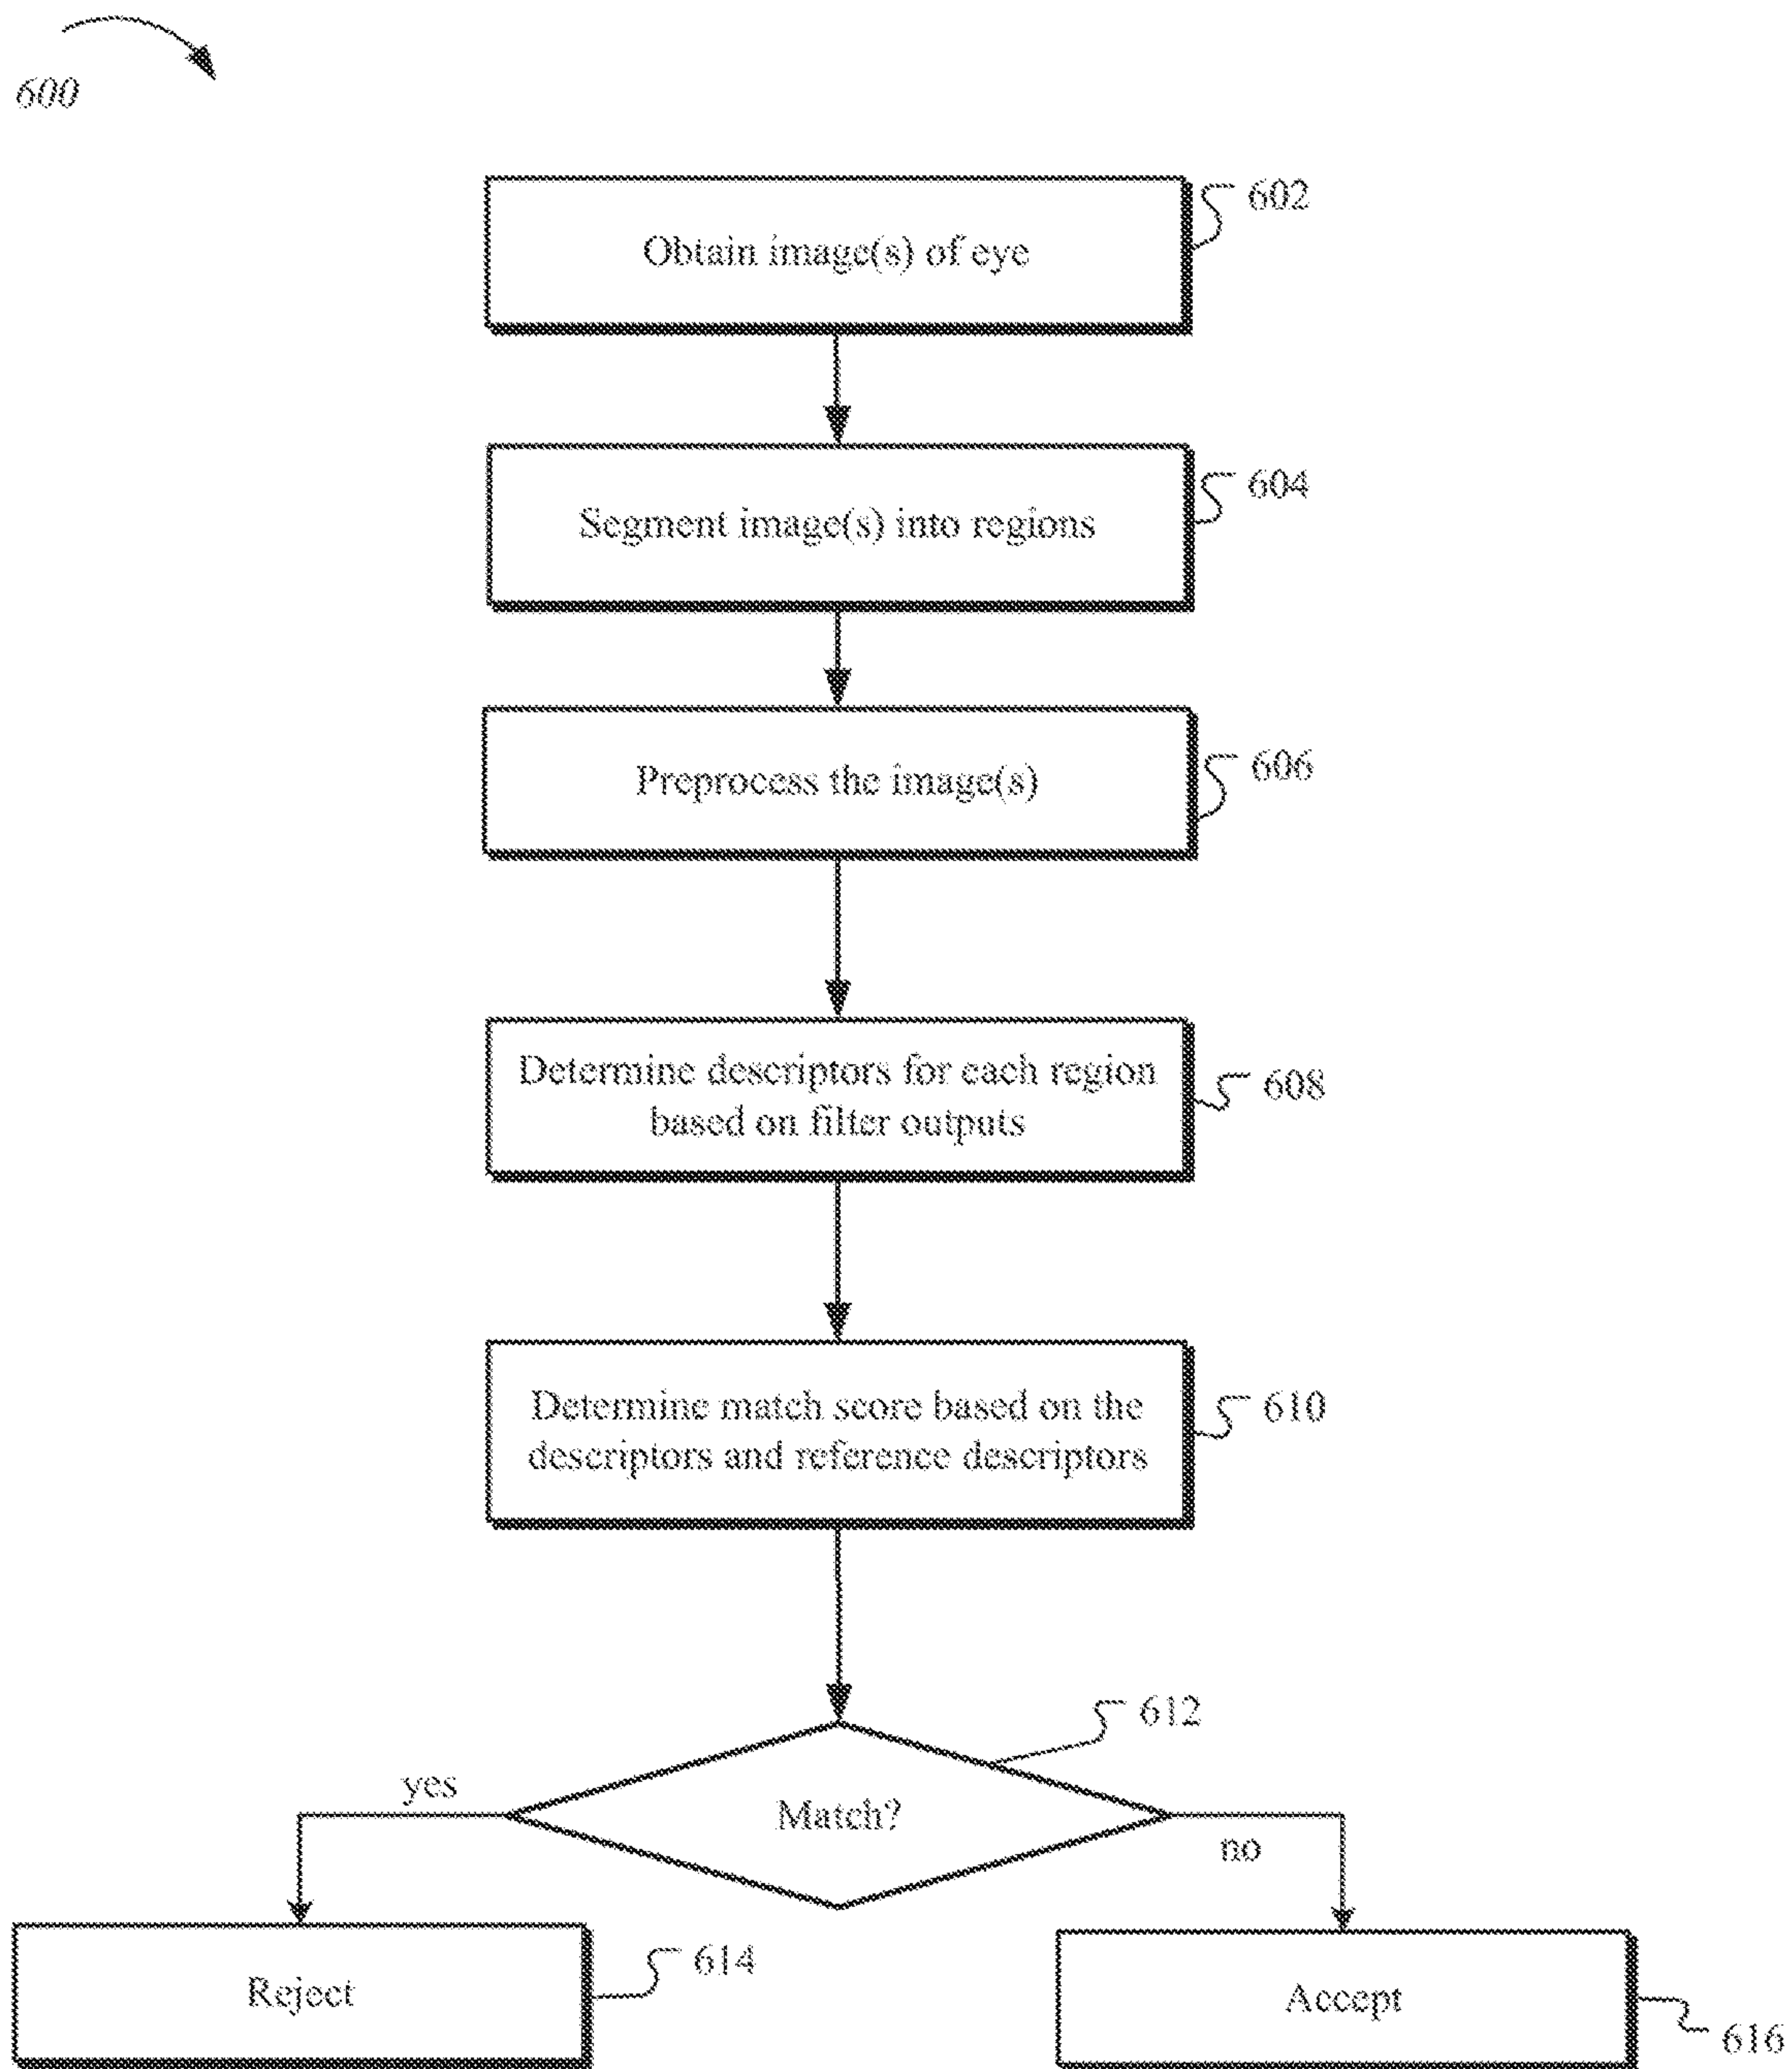 600
602
Obtain image(s) of eye
604
Segment image(s) into regions
606
Preprocess the image(s)
Determine descriptors for each region
608
based on filter outputs
Determine match score based on the
610
descriptors and reference descriptors
612
yes
Match?
no
614
Reject
Accept
616